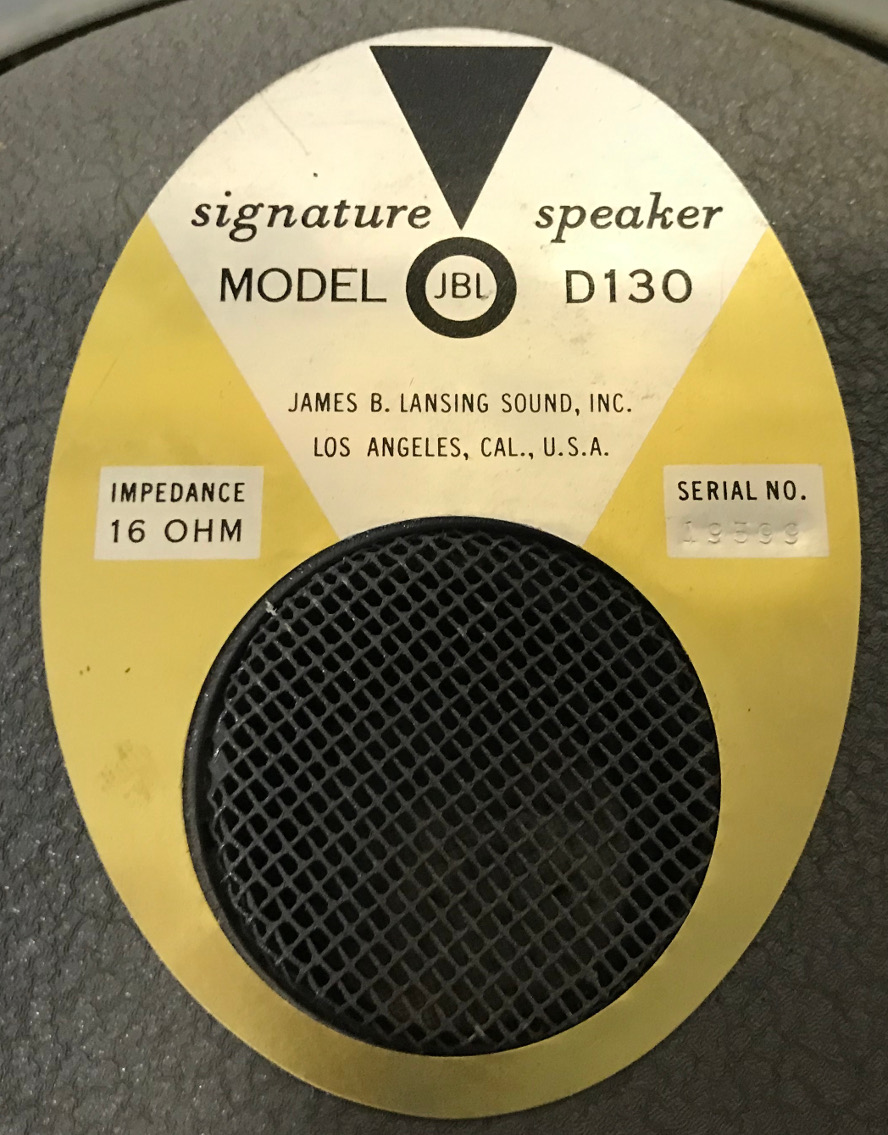 signature speaker
MODEL JBL D130
JAMES B. LANSING SOUND, INC.
LOS ANGELES, CAL., U.S.A.
IMPEDANCE
16 OHM
SERIAL NO.